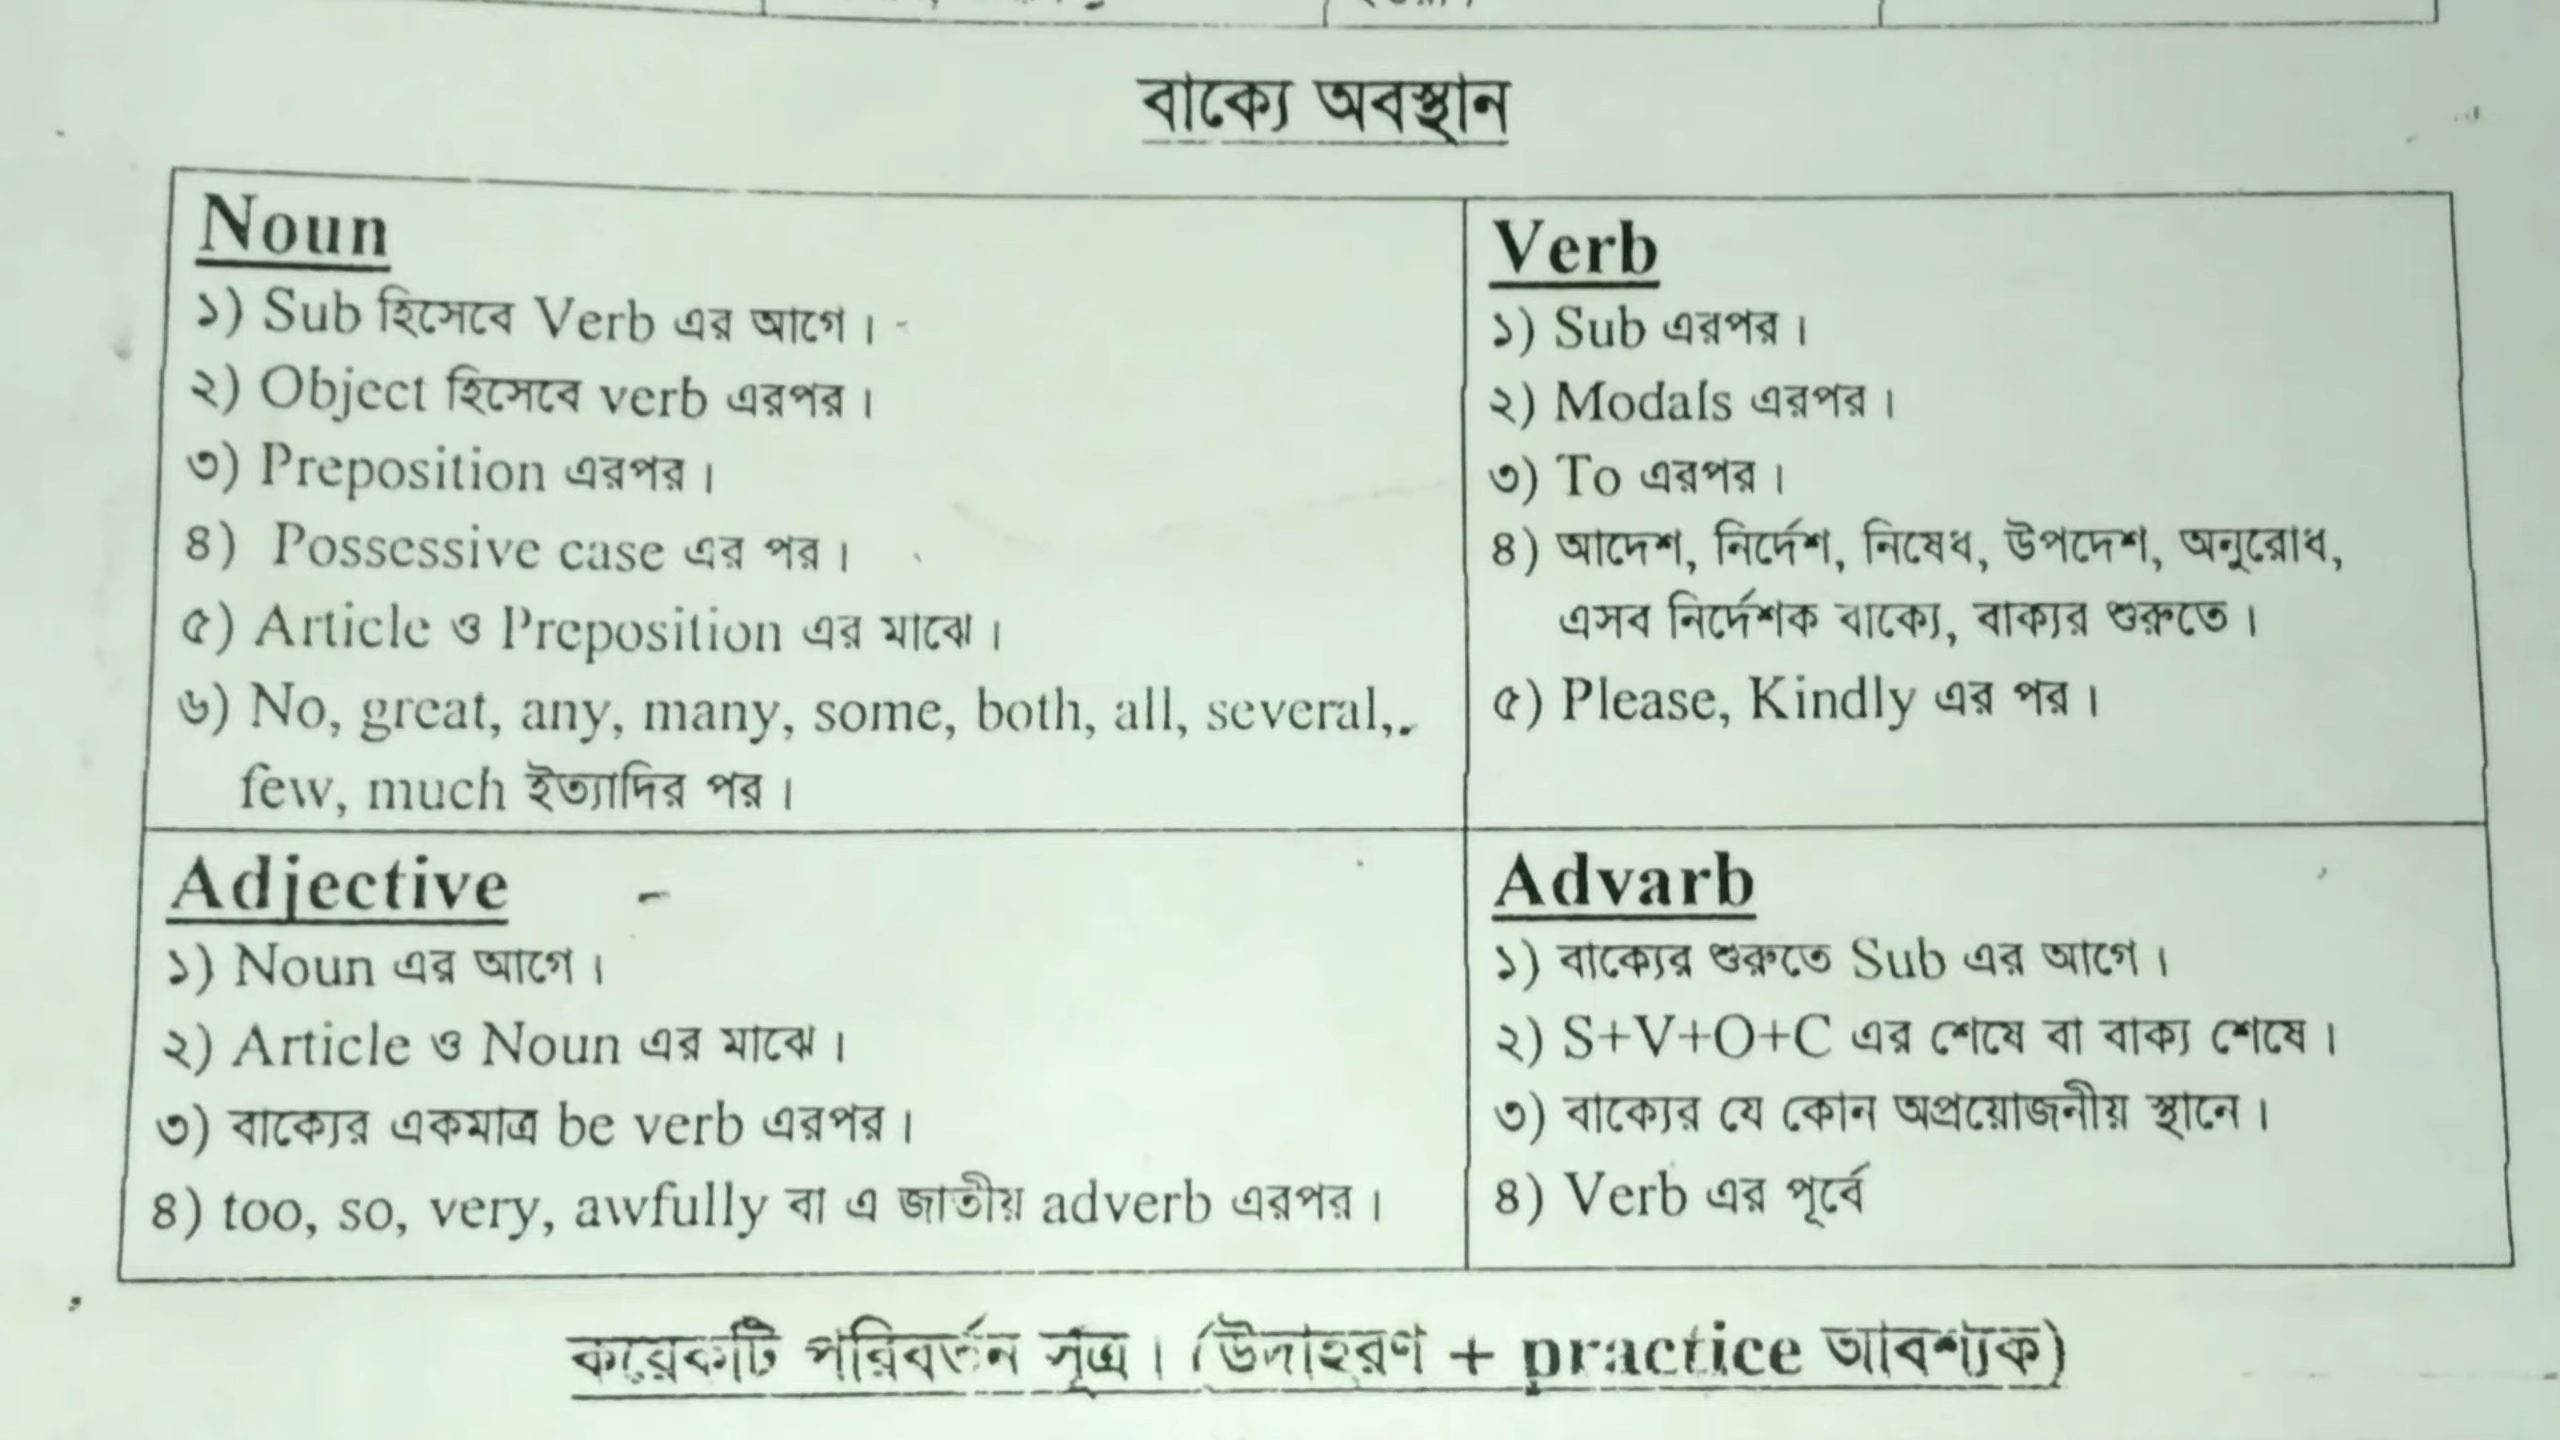 বাক্যে অবস্থান
Noun
১) Sub হিসেবে Verb এর আগে।
২) Object হিসেবে verb এরপর।
৩) Preposition এরপর।
৪) Possessive case এর পর।
৫) Article ও Preposition এর মাঝে।
৬) No, great, any, many, some, both, all, several,
few, much ইত্যাদির পর।
Verb
১) Sub এরপর।
২) Modals এরপর।
৩) To এরপর।
৪) আদেশ, নির্দেশ, নিষেধ, উপদেশ, অনুরোধ,
এসব নির্দেশক বাক্যে, বাক্যর শুরুতে।
৫) Please, Kindly এর পর।
Adjective
১) Noun এর আগে।
২) Article ও Noun এর মাঝে।
৩) বাক্যের একমাত্র be verb এরপর।
৪) too, so, very, awfully বা এ জাতীয় adverb এরপর।
Advarb
১) বাক্যের শুরুতে Sub এর আগে।
২) S+V+O+C এর শেষে বা বাক্য শেষে।
৩) বাক্যের যে কোন অপ্রয়োজনীয় স্থানে।
৪) Verb এর পূর্বে
কয়েকটি পরিবর্তন সূত্র। (উদাহরণ + practice আবশ্যক)